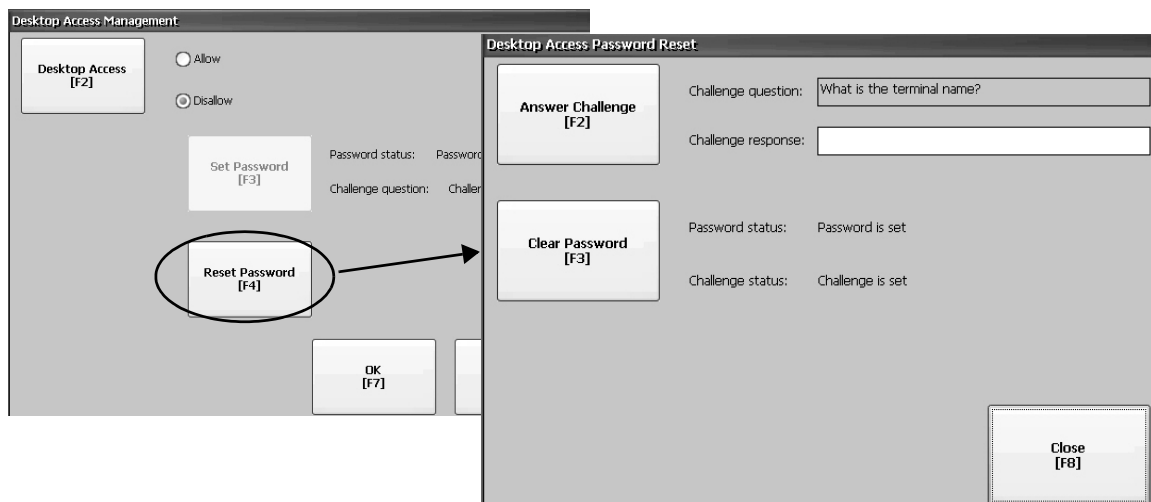 Desktop Access Management
Desktop Access
[F2]
Allow
Disallow
Set Password
[F3]
Password status: Password
Challenge question:
Reset Password
[F4]
OK
[F7]
Desktop Access Password Reset
Answer Challenge
[F2]
Challenge question: What is the terminal name?
Challenge response:
Clear Password
[F3]
Password status: Password is set
Challenge status: Challenge is set
Close
[F8]